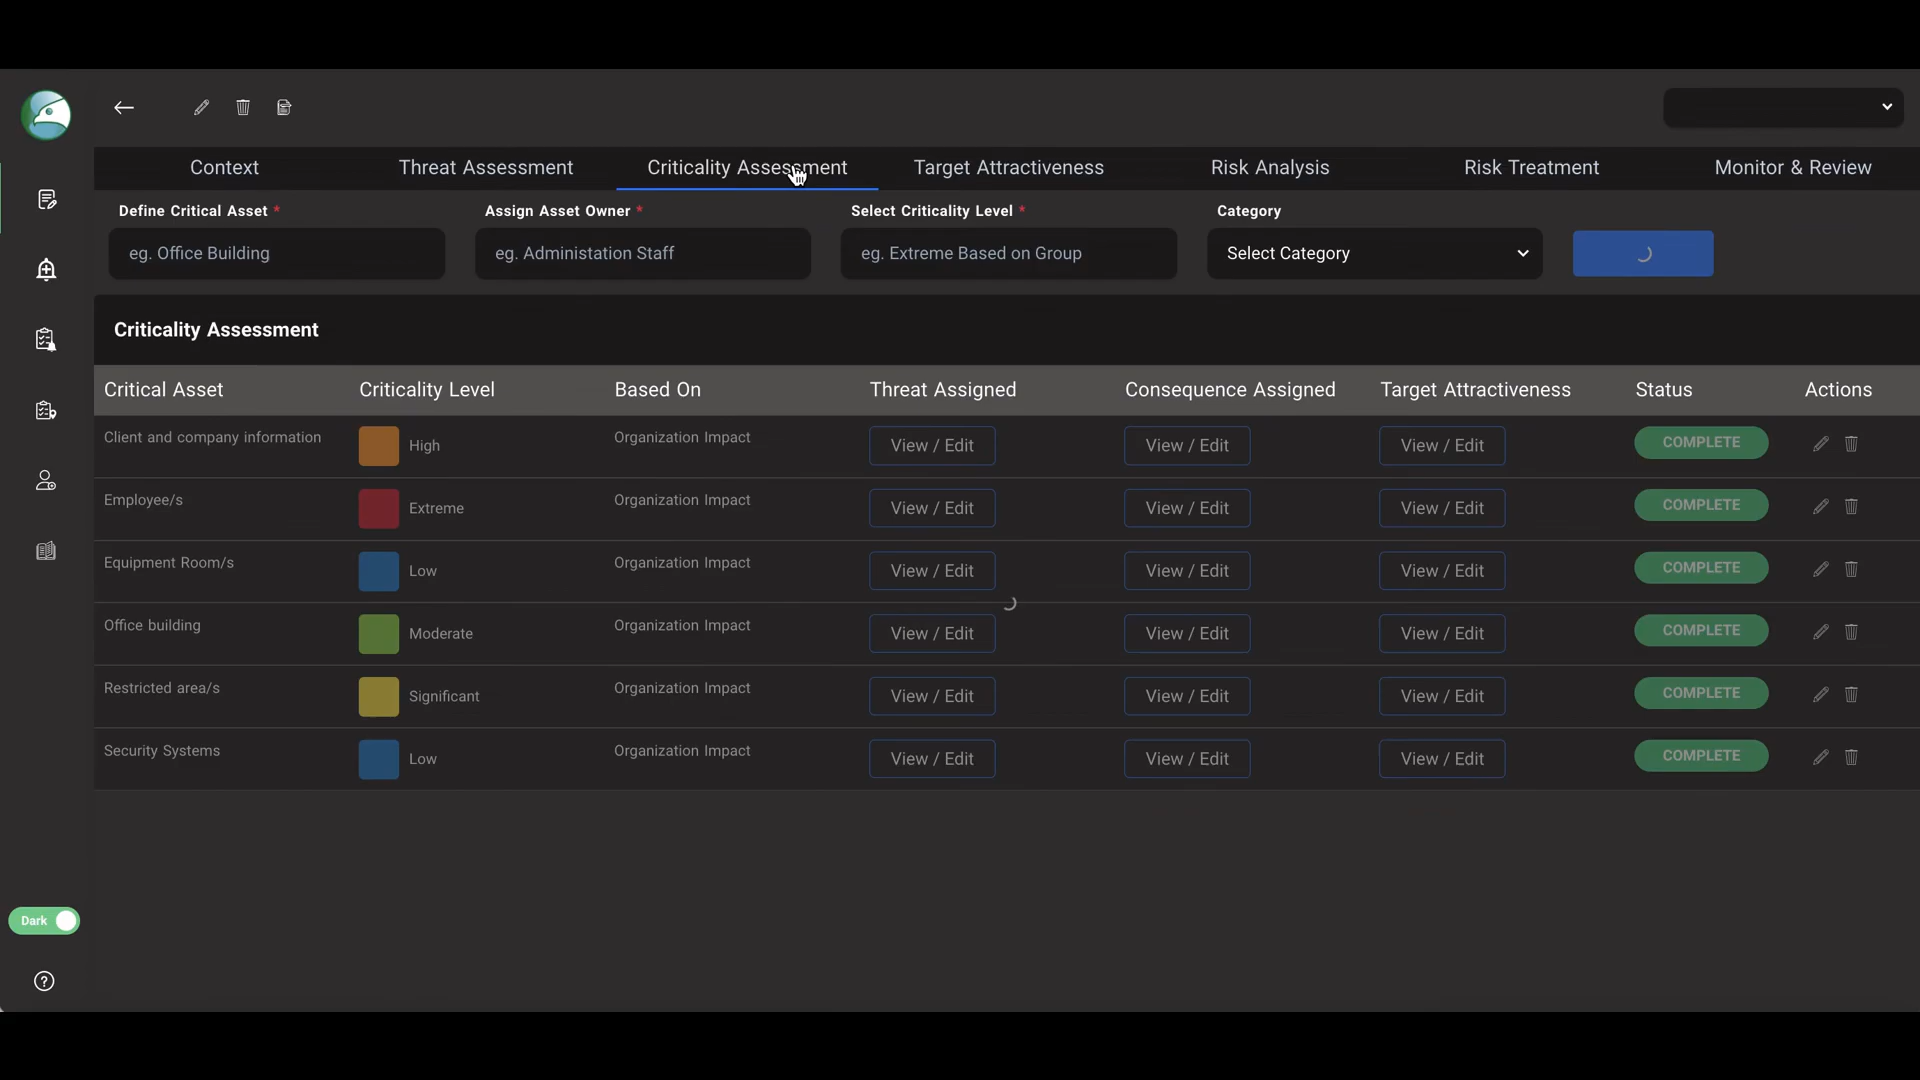 Context Threat Assessment Criticality Assessment Target Attractiveness Risk Analysis Risk Treatment Monitor & Review
Define Critical Asset * Assign Asset Owner * Select Criticality Level * Category
eg. Office Building eg. Administation Staff eg. Extreme Based on Group Select Category
Criticality Assessment
Critical Asset Criticality Level Based On Threat Assigned Consequence Assigned Target Attractiveness Status Actions
Client and company information High Organization Impact View / Edit View / Edit View / Edit COMPLETE
Employee/s Extreme Organization Impact View / Edit View / Edit View / Edit COMPLETE
Equipment Room/s Low Organization Impact View / Edit View / Edit View / Edit COMPLETE
Office building Moderate Organization Impact View / Edit View / Edit View / Edit COMPLETE
Restricted area/s Significant Organization Impact View / Edit View / Edit View / Edit COMPLETE
Security Systems Low Organization Impact View / Edit View / Edit View / Edit COMPLETE
Dark
?